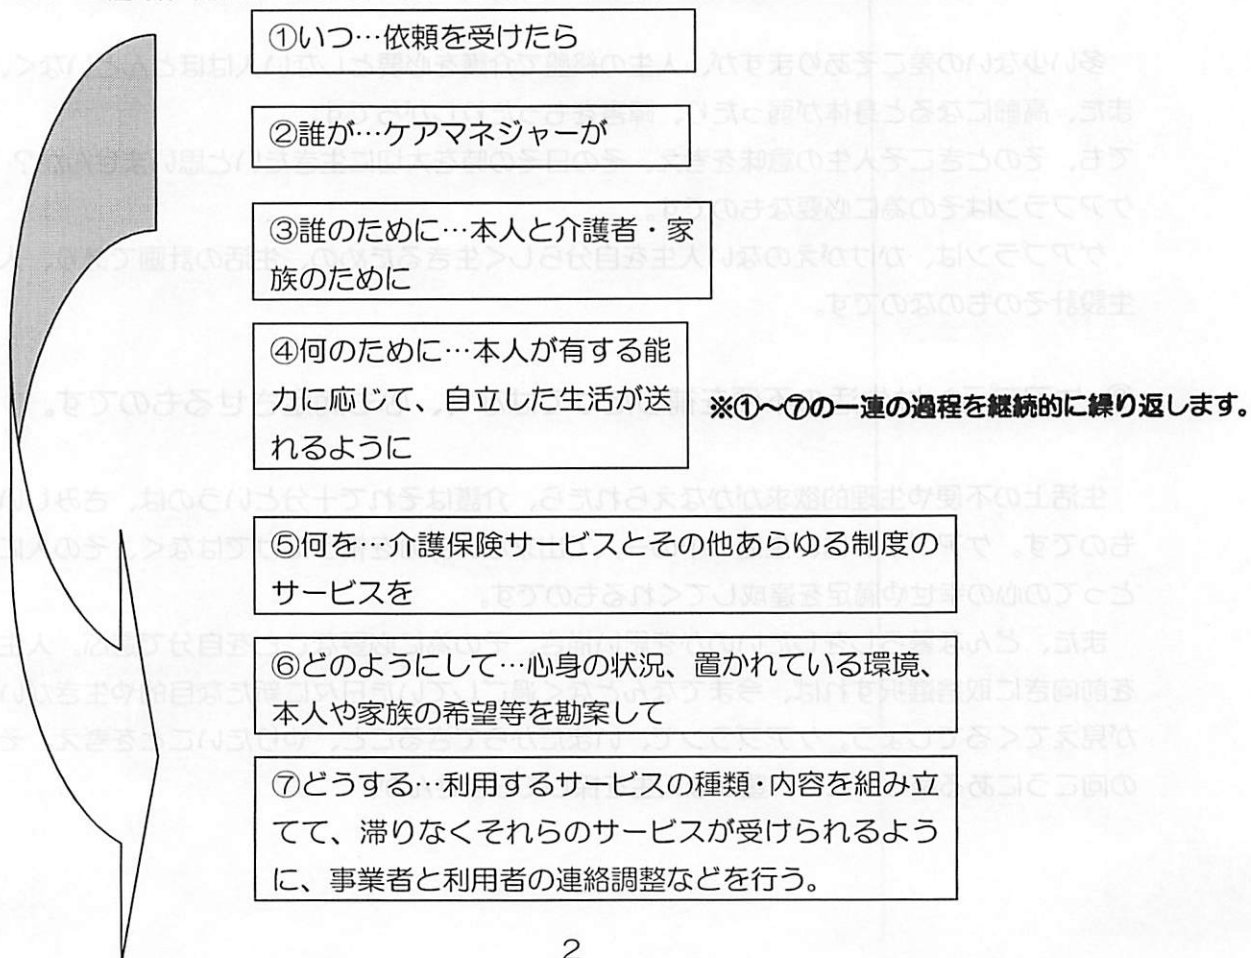 ①いつ…依頼を受けたら
②誰が…ケアマネジャーが
③誰のために…本人と介護者・家
族のために
④何のために…本人が有する能
力に応じて、自立した生活が送
れるように
※①～⑦の一連の過程を継続的に繰り返します。
⑤何を…介護保険サービスとその他あらゆる制度の
サービスを
⑥どのようにして…心身の状況、置かれている環境、
本人や家族の希望等を勘案して
⑦どうする…利用するサービスの種類・内容を組み立
てて、滞りなくそれらのサービスが受けられるよう
に、事業者と利用者の連絡調整などを行う。
2